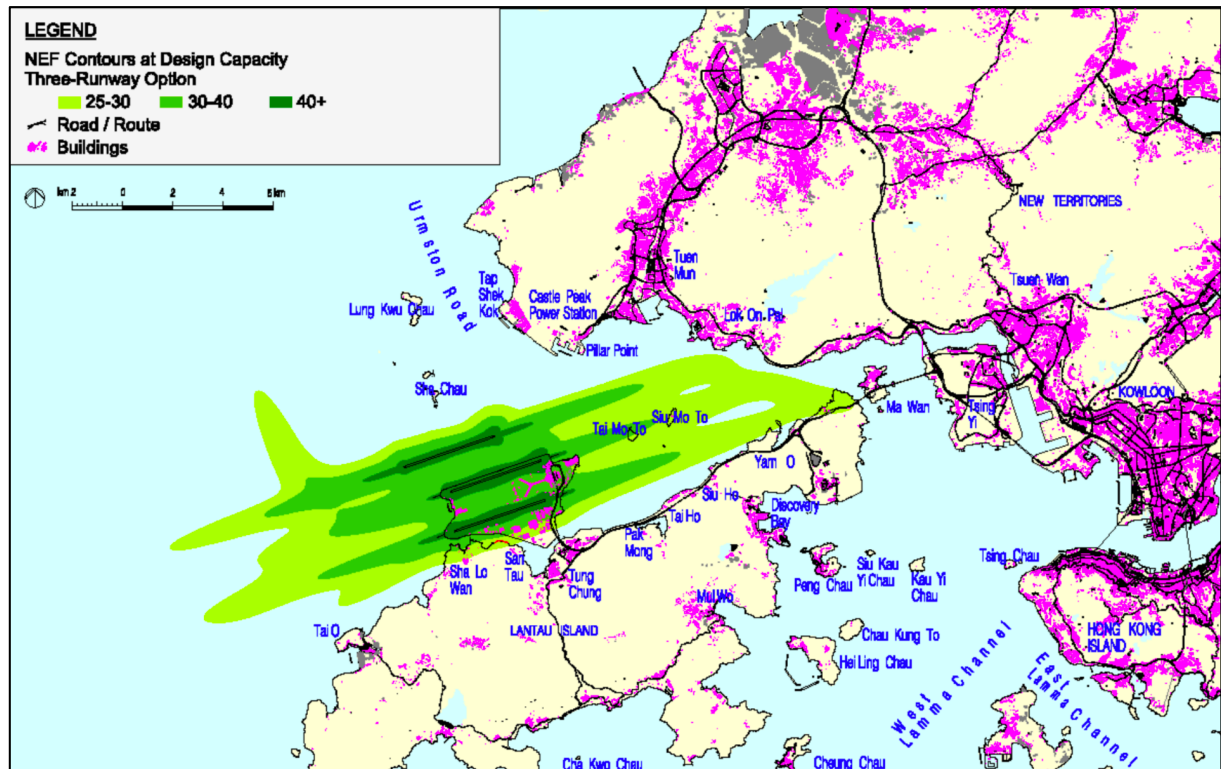 LEGEND
NEF Contours at Design Capacity
Three-Runway Option
25-30 30-40 40+
Road / Route
Buildings
km 2 0 2 4 6 km
Urmston Road
NEW TERRITORIES
Tuen
Mun
Tsuen Wan
Tap
Shek
Kok
Castle Peak
Power Station
Lung Kwu Chau
Lok On Pai
Pillar Point
Sha Chau
KOWLOON
Ma Wan
Tsing
Yi
Siu Mo To
Tai Mo To
Yam O
Siu Ho
Discovery
Bay
Tai Ho
Pak
Mong
San
Tau
Sha Lo
Wan
Tung
Chung
Peng Chau
Siu Kau
Yi Chau
Kau Yi
Chau
Tsing Chau
Mui Wo
Tai O
LANTAU ISLAND
Chau Kung To
Hei Ling Chau
HONG KONG
ISLAND
West
Lamma Channel
East
Lamma Channel
Cha Kwo Chau
Cheung Chau